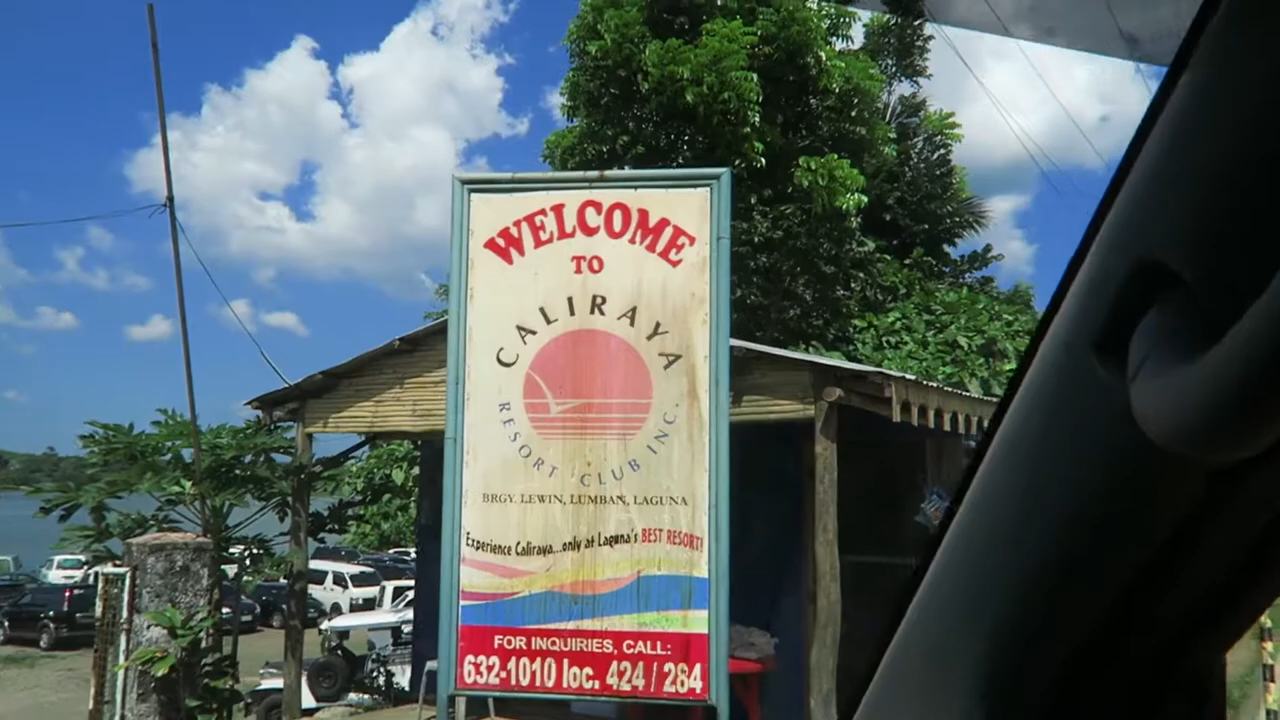 WELCOME
TO
CALIRAYA
RESORT CLUB INC.
BRGY. LEWIN, LUMBAN, LAGUNA
Experience Caliraya...only at Laguna's BEST RESORT!
FOR INQUIRIES, CALL:
632-1010 loc. 424 / 284